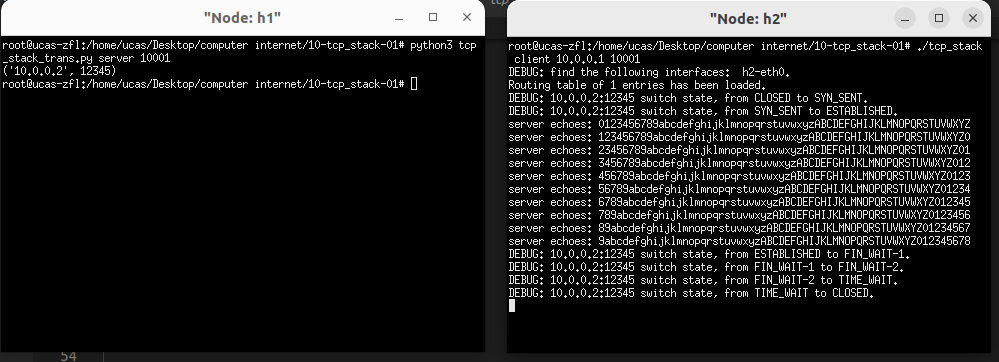 "Node: h1"
root@ucas-zfl:/home/ucas/Desktop/computer internet/10-tcp_stack-01# python3 tcp
_stack_trans.py server 10001
('10.0.0.2', 12345)
root@ucas-zfl:/home/ucas/Desktop/computer internet/10-tcp_stack-01#
"Node: h2"
root@ucas-zfl:/home/ucas/Desktop/computer internet/10-tcp_stack-01# ./tcp_stack
client 10.0.0.1 10001
DEBUG: find the following interfaces: h2-eth0.
Routing table of 1 entries has been loaded.
DEBUG: 10.0.0.2:12345 switch state, from CLOSED to SYN_SENT.
DEBUG: 10.0.0.2:12345 switch state, from SYN_SENT to ESTABLISHED.
server echoes: 0123456789abcdefghijklmnopqrstuvwxyzABCDEFGHIJKLMNOPQRSTUVWXYZ
server echoes: 123456789abcdefghijklmnopqrstuvwxyzABCDEFGHIJKLMNOPQRSTUVWXYZ0
server echoes: 23456789abcdefghijklmnopqrstuvwxyzABCDEFGHIJKLMNOPQRSTUVWXYZ01
server echoes: 3456789abcdefghijklmnopqrstuvwxyzABCDEFGHIJKLMNOPQRSTUVWXYZ012
server echoes: 456789abcdefghijklmnopqrstuvwxyzABCDEFGHIJKLMNOPQRSTUVWXYZ0123
server echoes: 56789abcdefghijklmnopqrstuvwxyzABCDEFGHIJKLMNOPQRSTUVWXYZ01234
server echoes: 6789abcdefghijklmnopqrstuvwxyzABCDEFGHIJKLMNOPQRSTUVWXYZ012345
server echoes: 789abcdefghijklmnopqrstuvwxyzABCDEFGHIJKLMNOPQRSTUVWXYZ0123456
server echoes: 89abcdefghijklmnopqrstuvwxyzABCDEFGHIJKLMNOPQRSTUVWXYZ01234567
server echoes: 9abcdefghijklmnopqrstuvwxyzABCDEFGHIJKLMNOPQRSTUVWXYZ012345678
DEBUG: 10.0.0.2:12345 switch state, from ESTABLISHED to FIN_WAIT-1.
DEBUG: 10.0.0.2:12345 switch state, from FIN_WAIT-1 to FIN_WAIT-2.
DEBUG: 10.0.0.2:12345 switch state, from FIN_WAIT-2 to TIME_WAIT.
DEBUG: 10.0.0.2:12345 switch state, from TIME_WAIT to CLOSED.
54